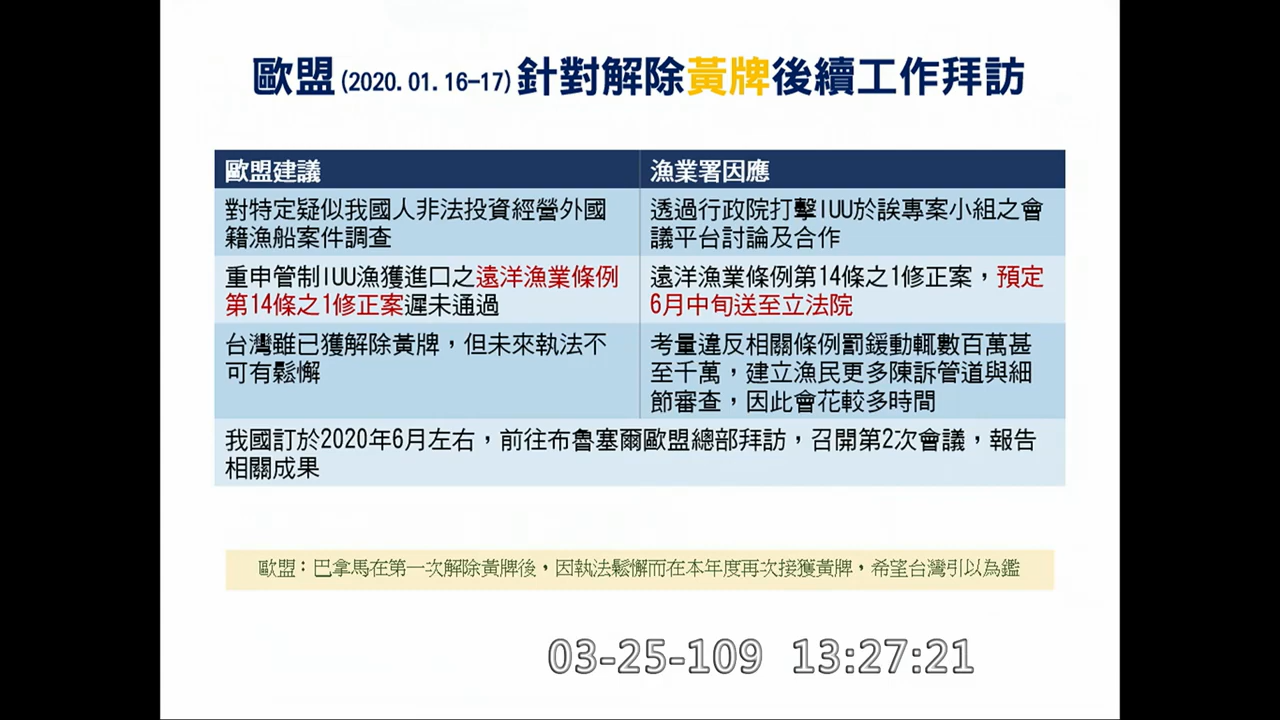 歐盟(2020.01.16-17)針對解除黃牌後續工作拜訪
歐盟建議
漁業署因應
對特定疑似我國人非法投資經營外國
籍漁船案件調查
透過行政院打擊IUU於誒專案小組之會
議平台討論及合作
重申管制IUU漁獲進口之遠洋漁業條例
第14條之1修正案遲未通過
遠洋漁業條例第14條之1修正案，預定
6月中旬送至立法院
台灣雖已獲解除黃牌，但未來執法不
可有鬆懈
考量違反相關條例罰鍰動輒數百萬甚
至千萬，建立漁民更多陳訴管道與細
節審查，因此會花較多時間
我國訂於2020年6月左右，前往布魯塞爾歐盟總部拜訪，召開第2次會議，報告
相關成果
歐盟：巴拿馬在第一次解除黃牌後，因執法鬆懈而在本年度再次接獲黃牌，希望台灣引以為鑑
03-25-109 13:27:21